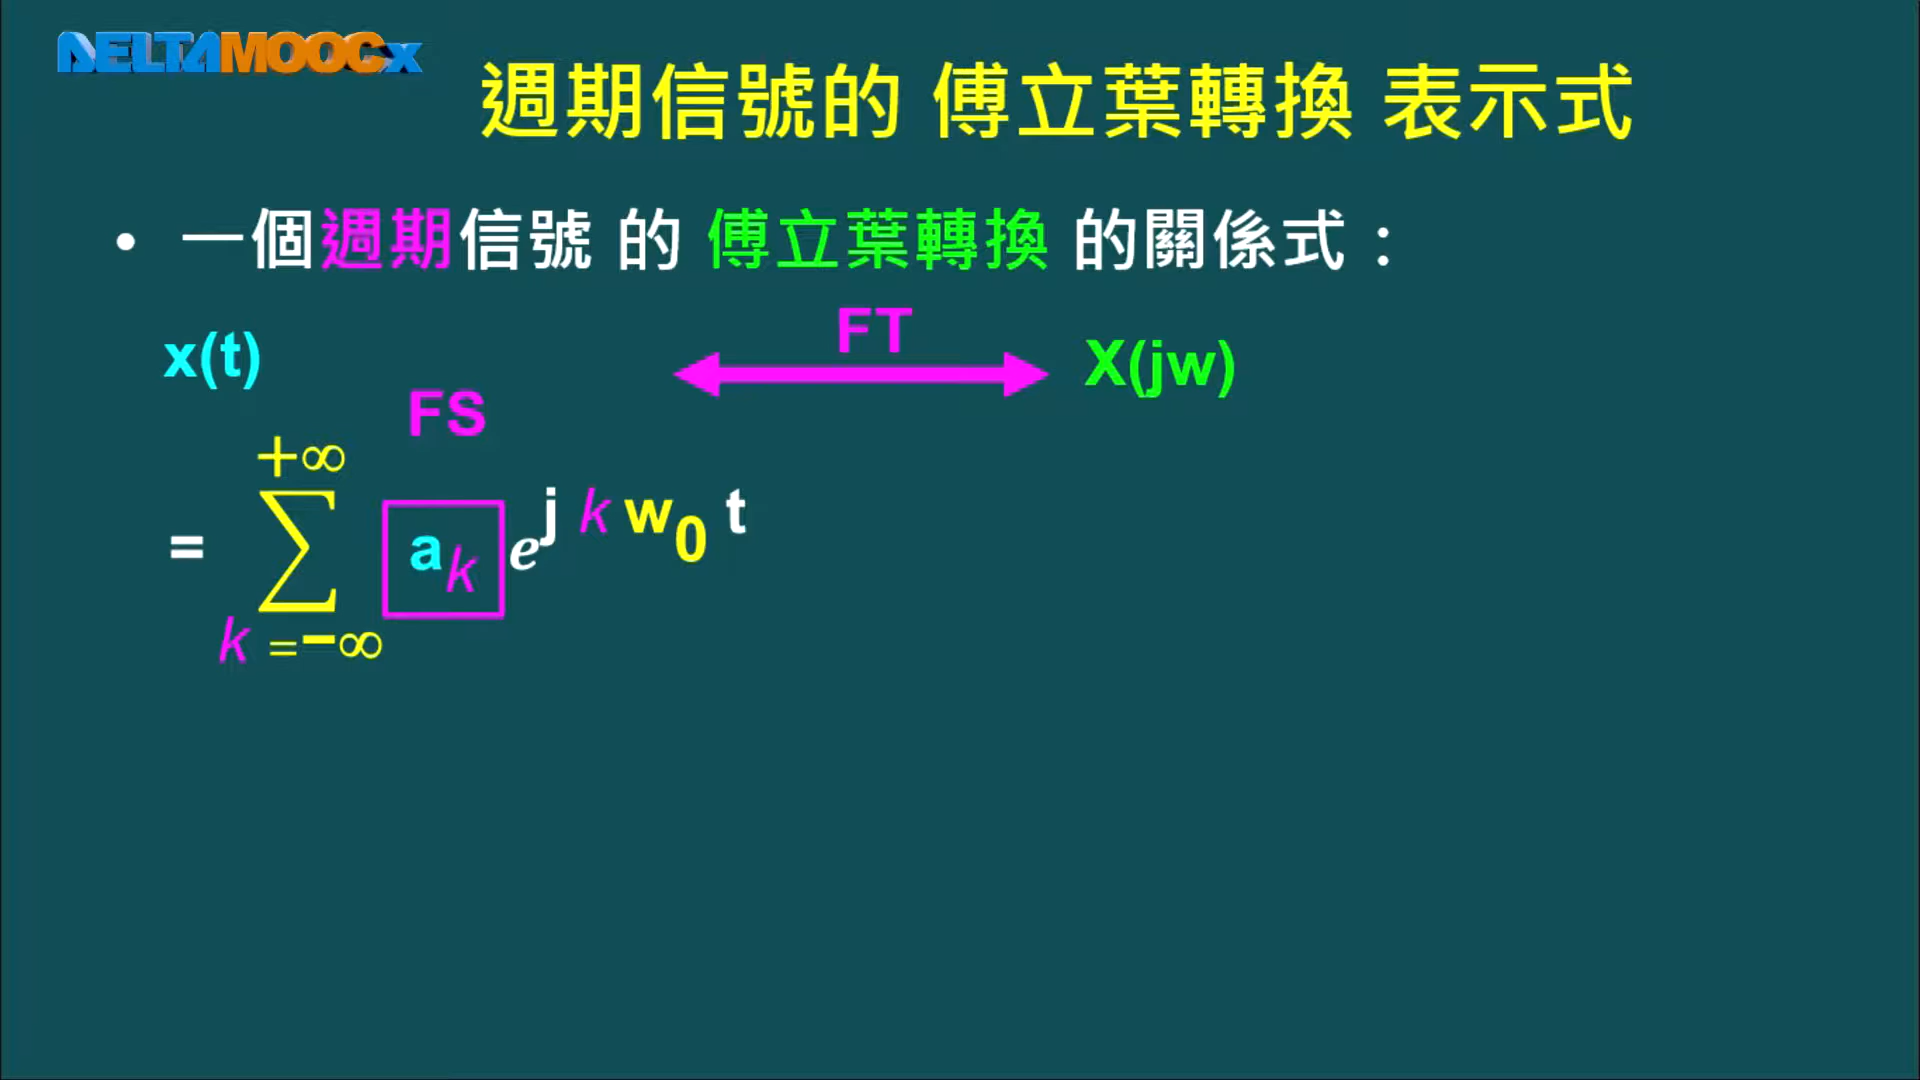 DELTAMOOCx
週期信號的 傅立葉轉換 表示式
• 一個週期信號 的 傅立葉轉換 的關係式：
x(t) FT X(jw)
FS
= ∑_{k=−∞}^{+∞} a_k e^{j k w_0 t}